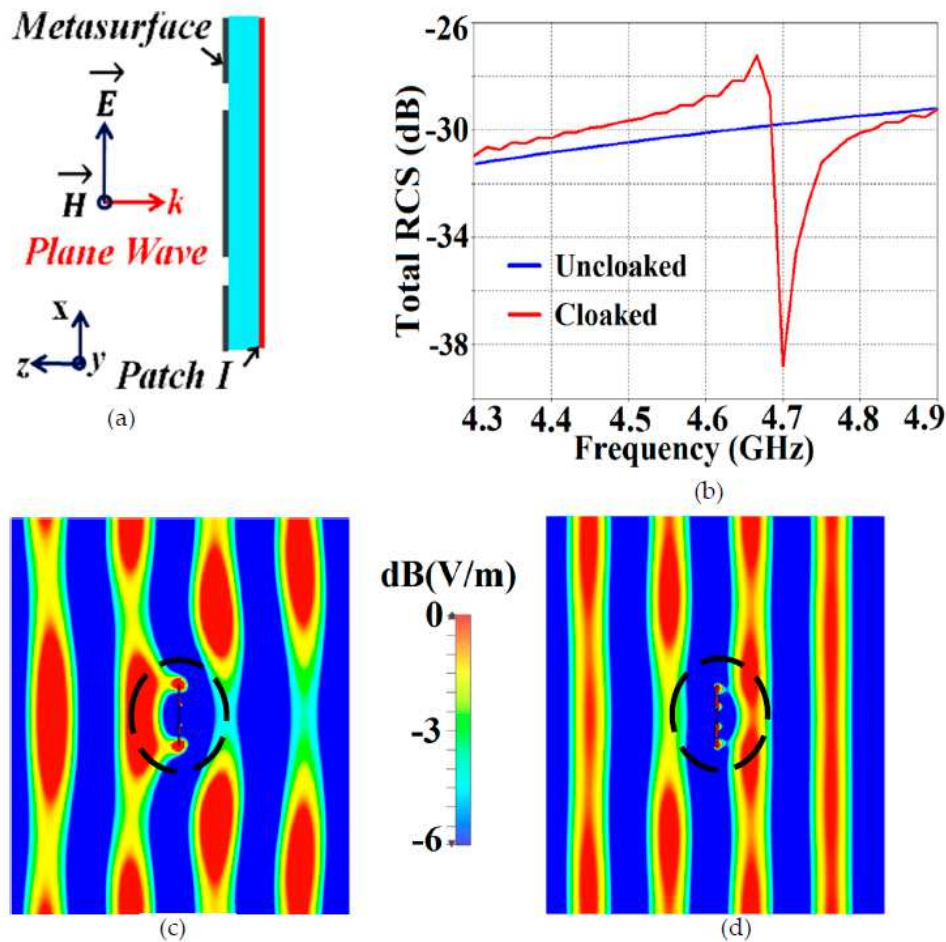 Metasurface
E
H
k
Plane Wave
x
z
y
Patch I
(a)
Total RCS (dB)
-26
-30
-34
-38
Uncloaked
Cloaked
4.3 4.4 4.5 4.6 4.7 4.8 4.9
Frequency (GHz)
(b)
dB(V/m)
0
-3
-6
(c)
(d)